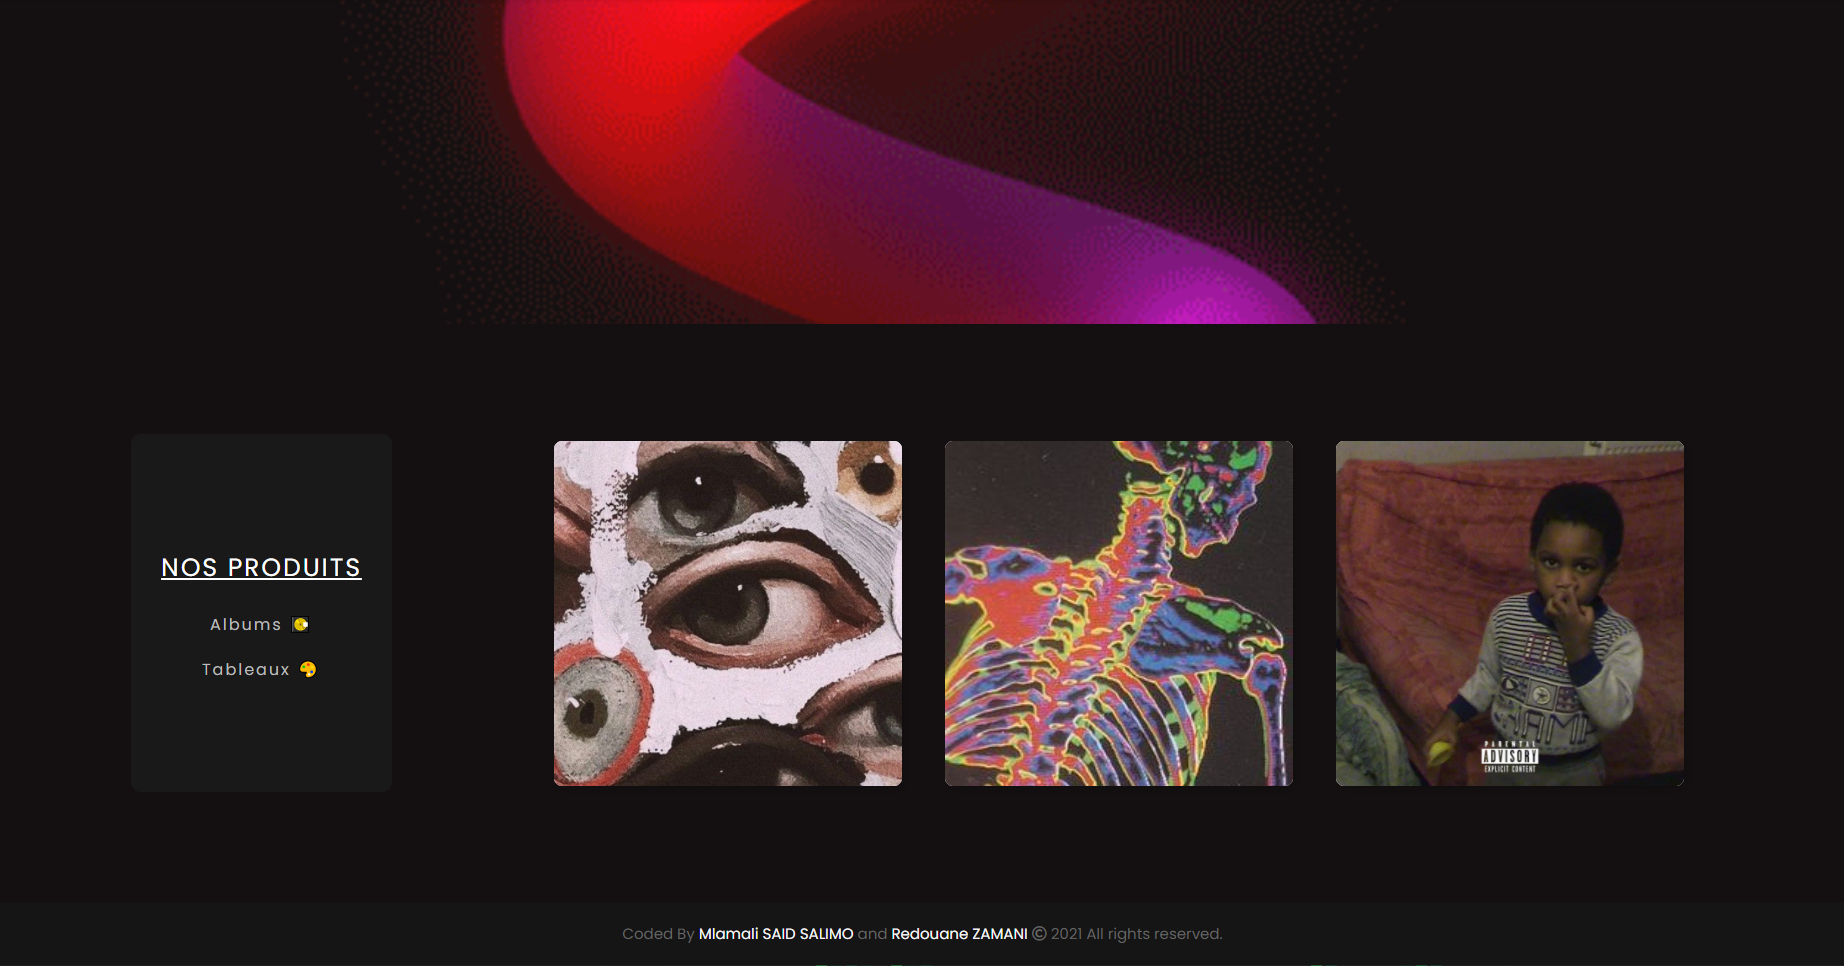 NOS PRODUITS
Albums
Tableaux
PARENTAL
ADVISORY
EXPLICIT CONTENT
Coded By Mlamali SAID SALIMO and Redouane ZAMANI © 2021 All rights reserved.